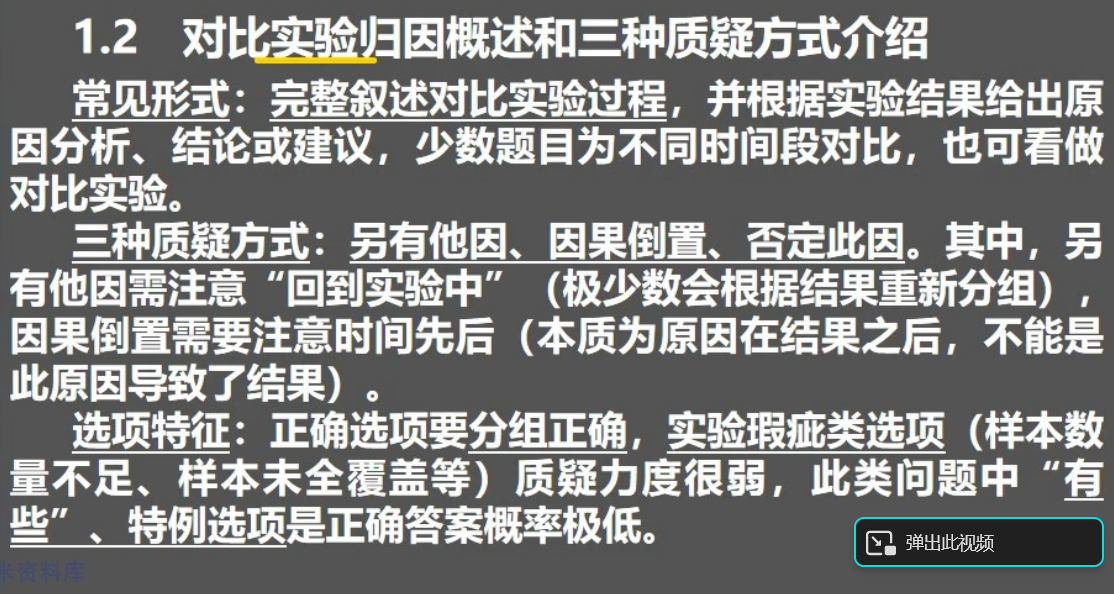 1.2 对比实验归因概述和三种质疑方式介绍
常见形式：完整叙述对比实验过程，并根据实验结果给出原
因分析、结论或建议，少数题目为不同时间段对比，也可看做
对比实验。
三种质疑方式：另有他因、因果倒置、否定此因。其中，另
有他因需注意“回到实验中”（极少数会根据结果重新分组），
因果倒置需要注意时间先后（本质为原因在结果之后，不能是
此原因导致了结果）。
选项特征：正确选项要分组正确，实验瑕疵类选项（样本数
量不足、样本未全覆盖等）质疑力度很弱，此类问题中“有
些”、特例选项是正确答案概率极低。
弹出此视频
米资料库